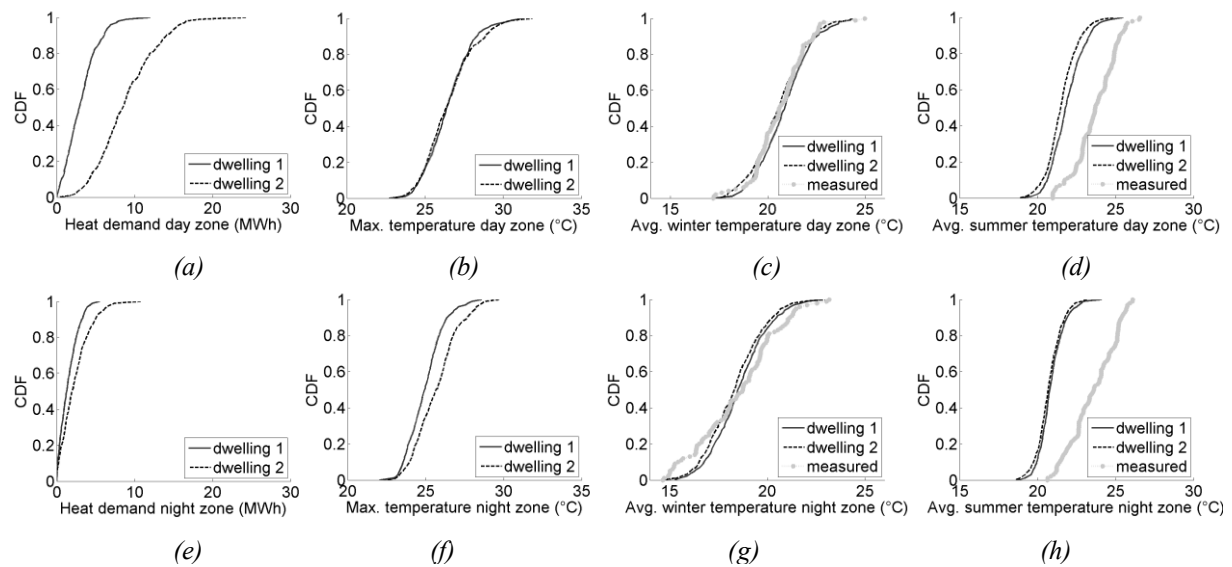 CDF
1
0.8
0.6
0.4
0.2
0
0 10 20 30
dwelling 1
dwelling 2
Heat demand day zone (MWh)
(a)
CDF
1
0.8
0.6
0.4
0.2
0
20 25 30 35
dwelling 1
dwelling 2
Max. temperature day zone (°C)
(b)
CDF
1
0.8
0.6
0.4
0.2
0
15 20 25
dwelling 1
dwelling 2
measured
Avg. winter temperature day zone (°C)
(c)
CDF
1
0.8
0.6
0.4
0.2
0
15 20 25 30
dwelling 1
dwelling 2
measured
Avg. summer temperature day zone (°C)
(d)
CDF
1
0.8
0.6
0.4
0.2
0
0 10 20 30
dwelling 1
dwelling 2
Heat demand night zone (MWh)
(e)
CDF
1
0.8
0.6
0.4
0.2
0
20 25 30 35
dwelling 1
dwelling 2
Max. temperature night zone (°C)
(f)
CDF
1
0.8
0.6
0.4
0.2
0
15 20 25
dwelling 1
dwelling 2
measured
Avg. winter temperature night zone (°C)
(g)
CDF
1
0.8
0.6
0.4
0.2
0
15 20 25 30
dwelling 1
dwelling 2
measured
Avg. summer temperature night zone (°C)
(h)